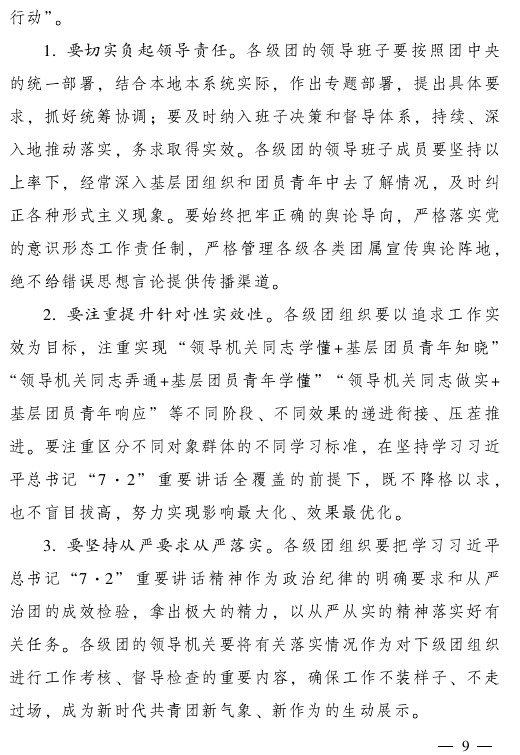 行动”。
1. 要切实负起领导责任。各级团的领导班子要按照团中央
的统一部署，结合本地本系统实际，作出专题部署，提出具体要
求，抓好统筹协调；要及时纳入班子决策和督导体系，持续、深
入地推动落实，务求取得实效。各级团的领导班子成员要坚持以
上率下，经常深入基层团组织和团员青年中去了解情况，及时纠
正各种形式主义现象。要始终把牢正确的舆论导向，严格落实党
的意识形态工作责任制，严格管理各级各类团属宣传舆论阵地，
绝不给错误思想言论提供传播渠道。
2. 要注重提升针对性实效性。各级团组织要以追求工作实
效为目标，注重实现“领导机关同志学懂+基层团员青年知晓”
“领导机关同志弄通+基层团员青年学懂”“领导机关同志做实+
基层团员青年响应”等不同阶段、不同效果的递进衔接、压茬推
进。要注重区分不同对象群体的不同学习标准，在坚持学习习近
平总书记“7·2”重要讲话全覆盖的前提下，既不降格以求，
也不盲目拔高，努力实现影响最大化、效果最优化。
3. 要坚持从严要求从严落实。各级团组织要把学习习近平
总书记“7·2”重要讲话精神作为政治纪律的明确要求和从严
治团的成效检验，拿出极大的精力，以从严从实的精神落实好有
关任务。各级团的领导机关要将有关落实情况作为对下级团组织
进行工作考核、督导检查的重要内容，确保工作不装样子、不走
过场，成为新时代共青团新气象、新作为的生动展示。
— 9 —